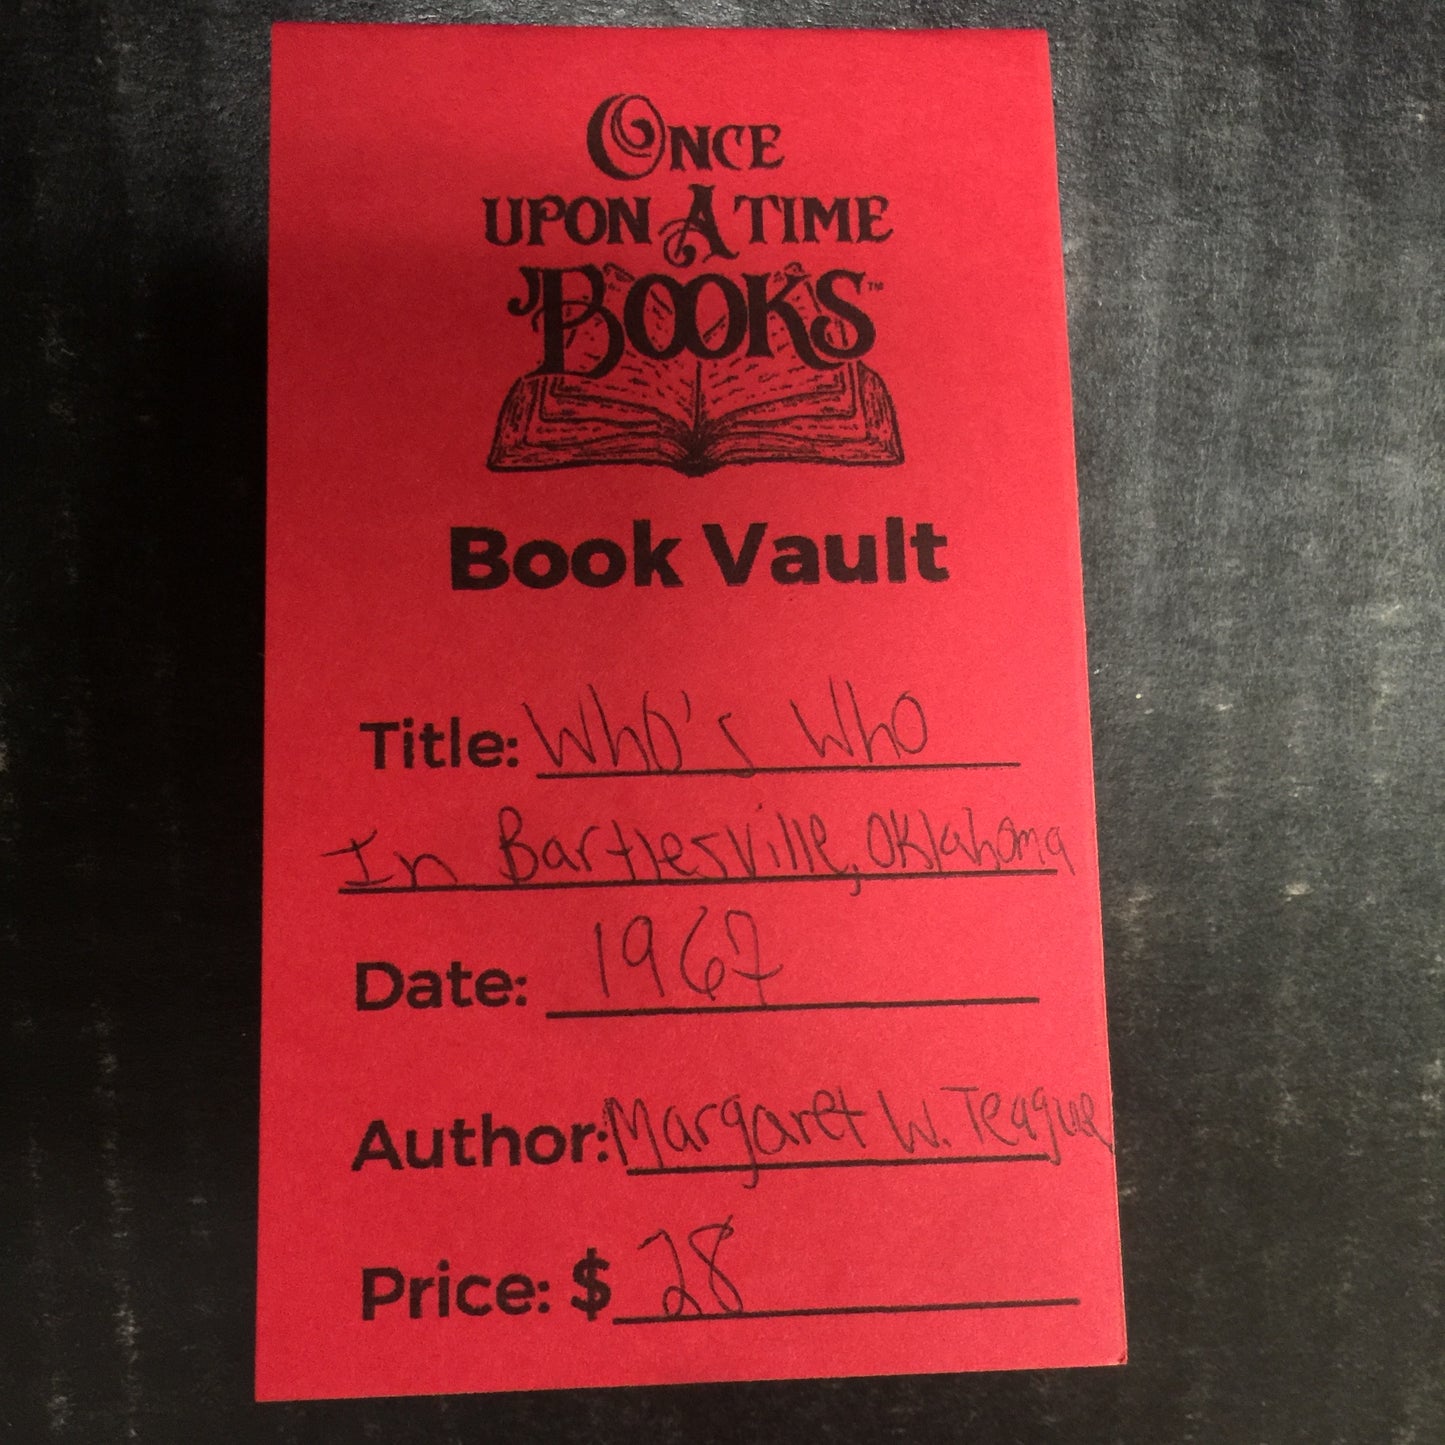 Once
upon A time
Books™
Book Vault
Title: Who's Who
In Bartlesville, Oklahoma
Date: 1967
Author: Margaret W. Teague
Price: $ 28